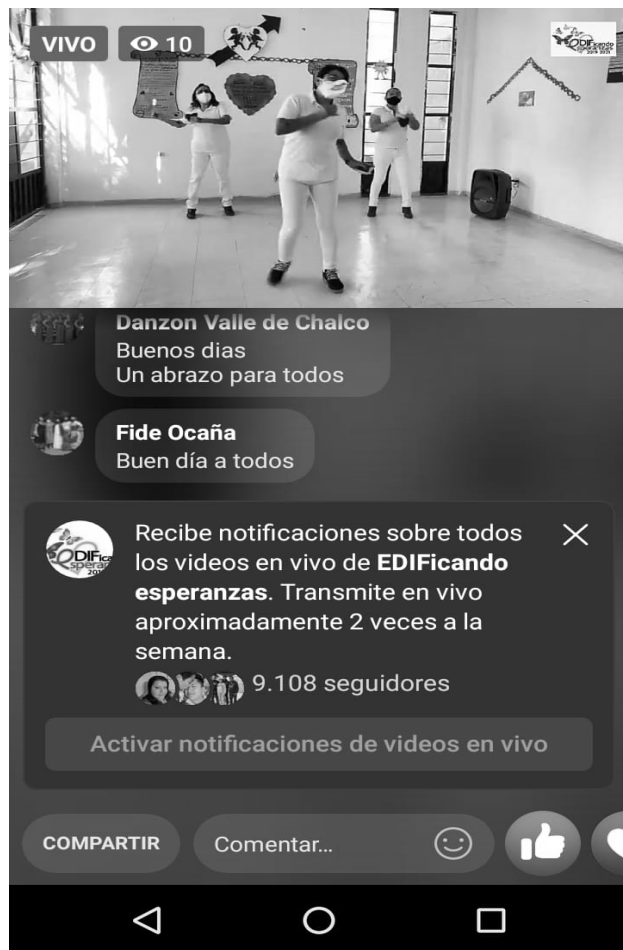 VIVO
10
EDIFicando
Danzon Valle de Chalco
Buenos dias
Un abrazo para todos
Fide Ocaña
Buen día a todos
Recibe notificaciones sobre todos
los videos en vivo de EDIFicando
esperanzas. Transmite en vivo
aproximadamente 2 veces a la
semana.
9.108 seguidores
Activar notificaciones de videos en vivo
COMPARTIR
Comentar...